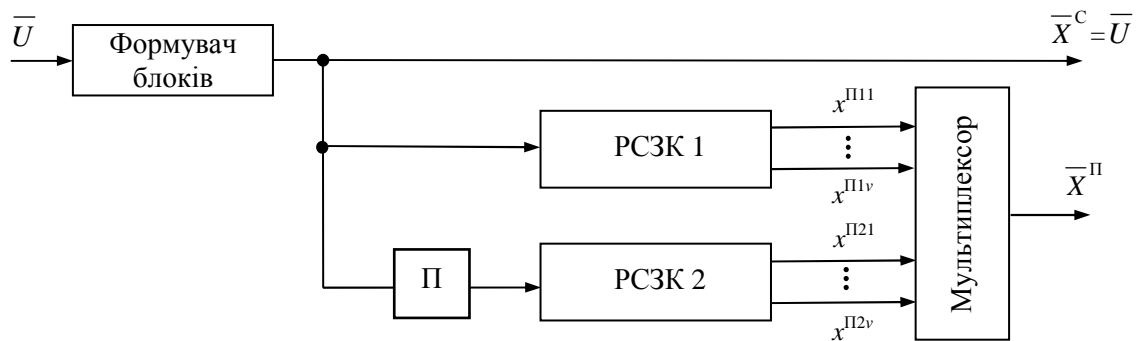 U̅
Формувач
блоків
X̅ᶜ = U̅
x^П11
РСЗК 1
x^П1v
Мультиплексор
X̅^П
x^П21
П
РСЗК 2
x^П2v